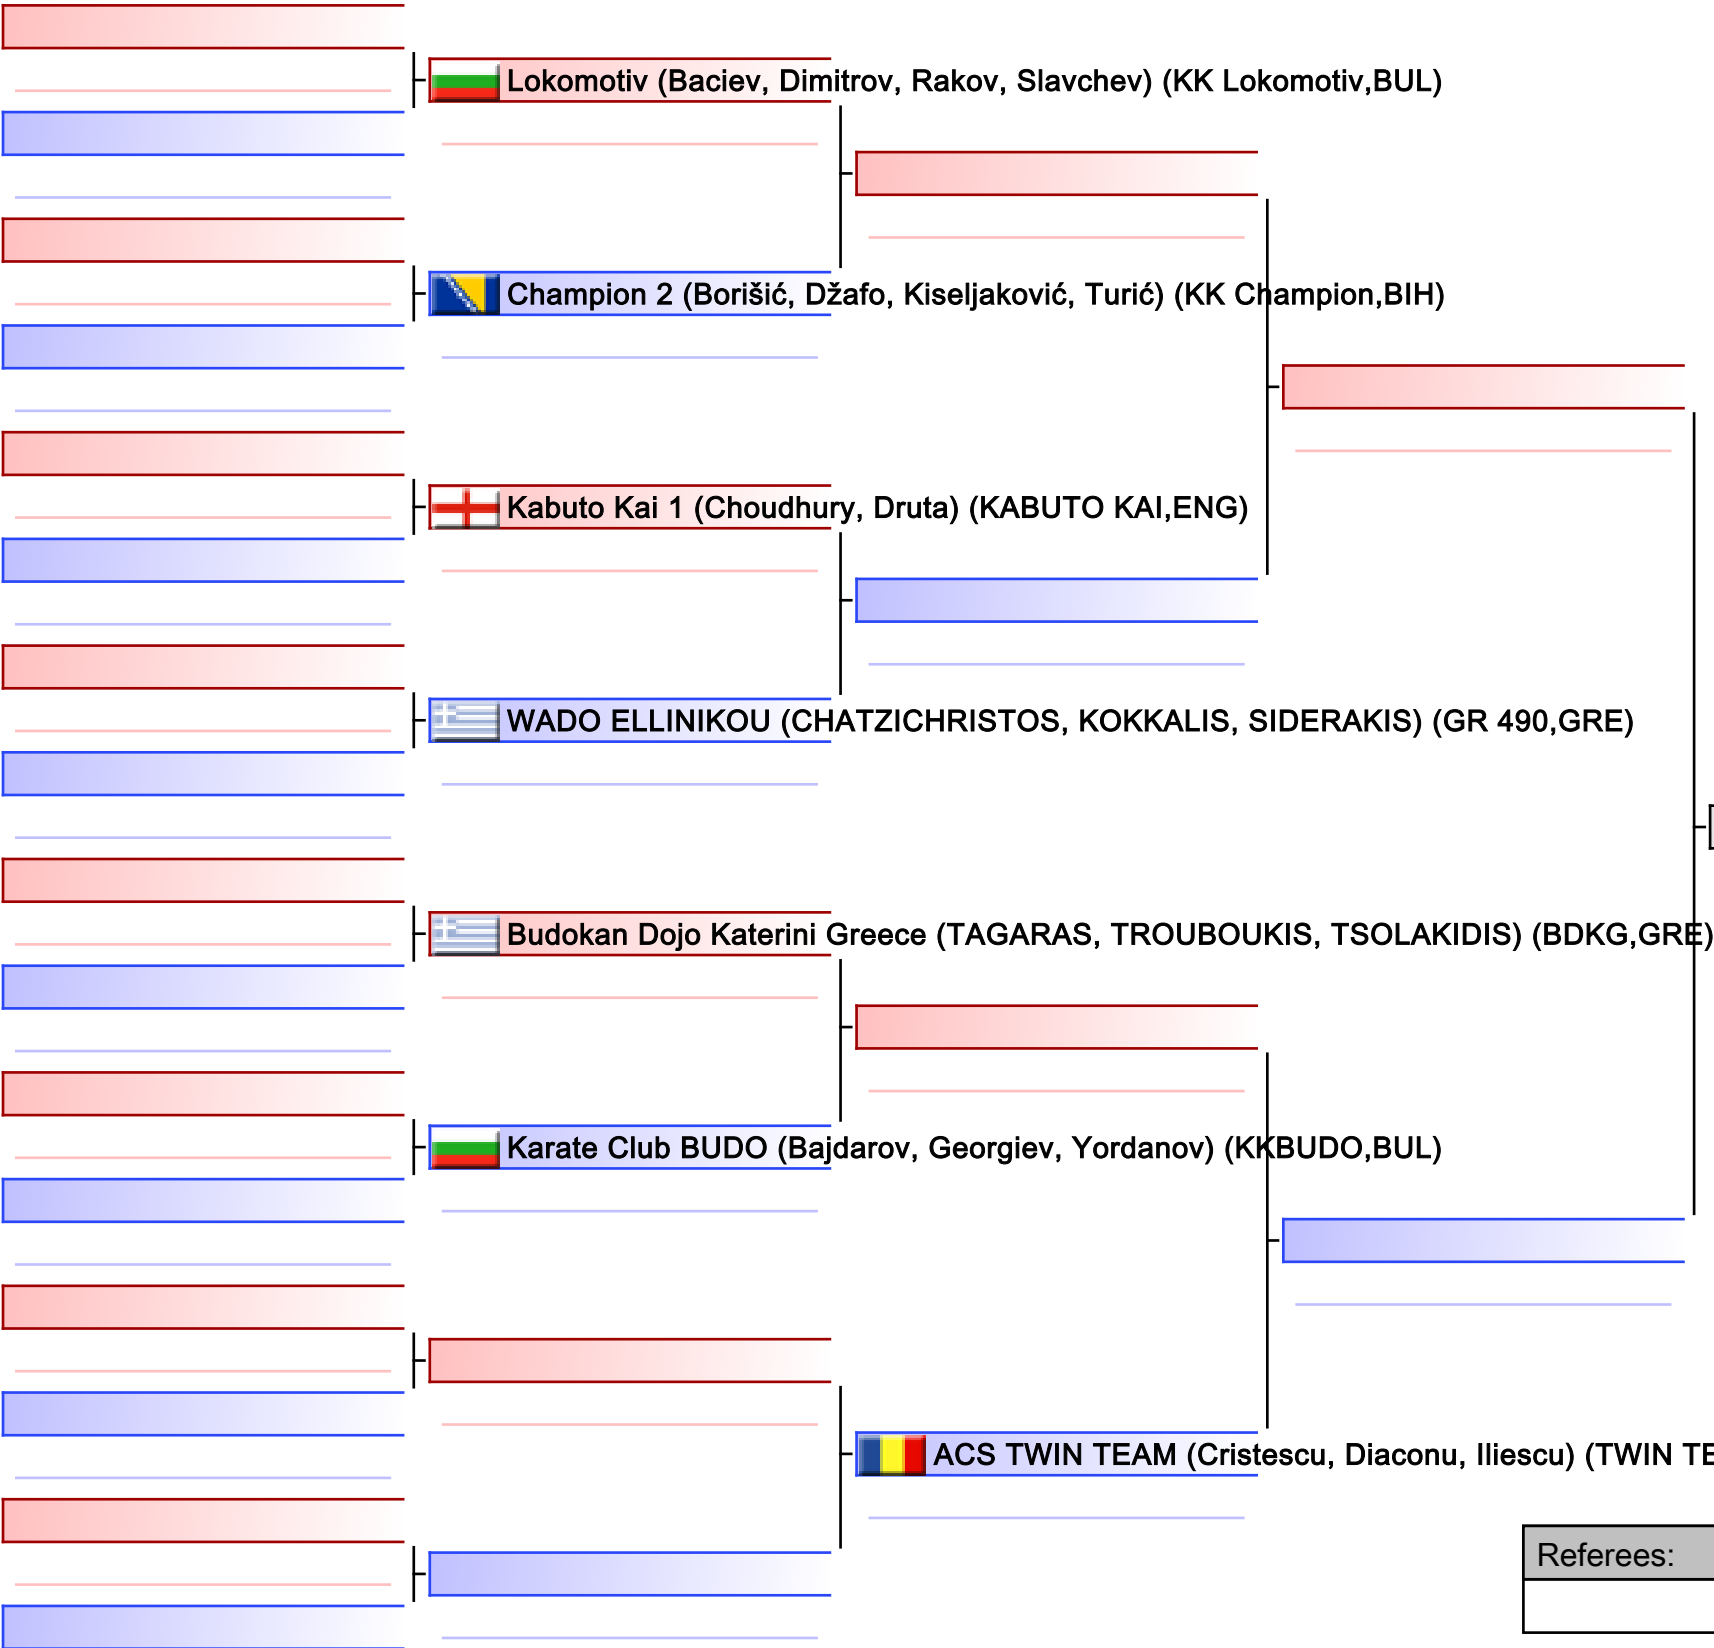 Lokomotiv (Baciev, Dimitrov, Rakov, Slavchev) (KK Lokomotiv,BUL)
Champion 2 (Borišić, Džafo, Kiseljaković, Turić) (KK Champion,BIH)
Kabuto Kai 1 (Choudhury, Druta) (KABUTO KAI,ENG)
WADO ELLINIKOU (CHATZICHRISTOS, KOKKALIS, SIDERAKIS) (GR 490,GRE)
Budokan Dojo Katerini Greece (TAGARAS, TROUBOUKIS, TSOLAKIDIS) (BDKG,GRE)
Karate Club BUDO (Bajdarov, Georgiev, Yordanov) (KKBUDO,BUL)
ACS TWIN TEAM (Cristescu, Diaconu, Iliescu) (TWIN TE
Referees: